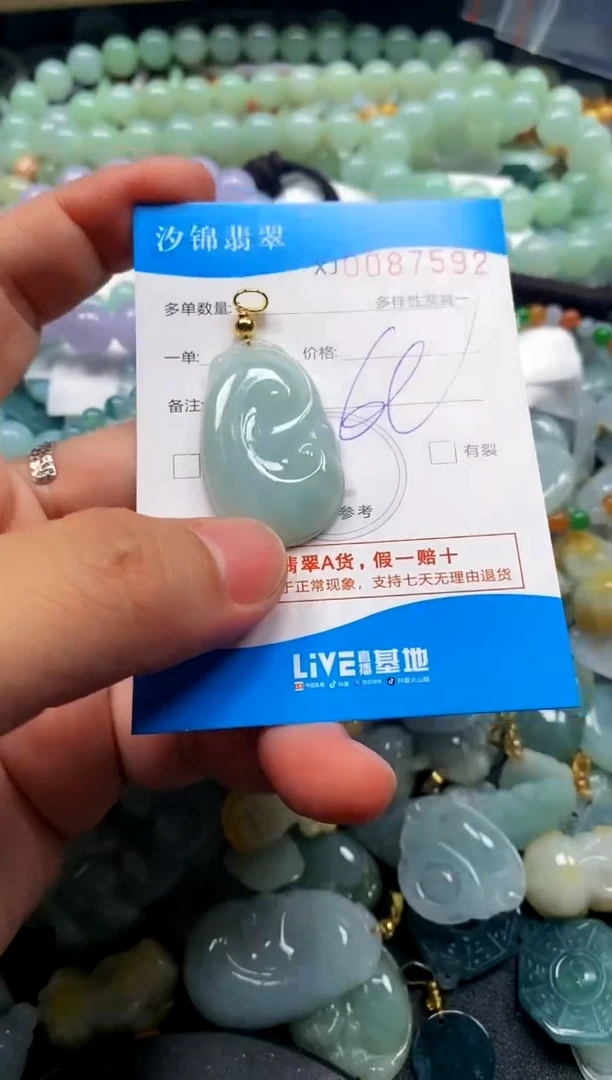 汐锦翡翠
XJ0087592
多单数量:
多样性发其一
一单:
价格:
60
备注:
有裂
参考
翡翠A货，假一赔十
于正常现象，支持七天无理由退货
LiVE直播基地